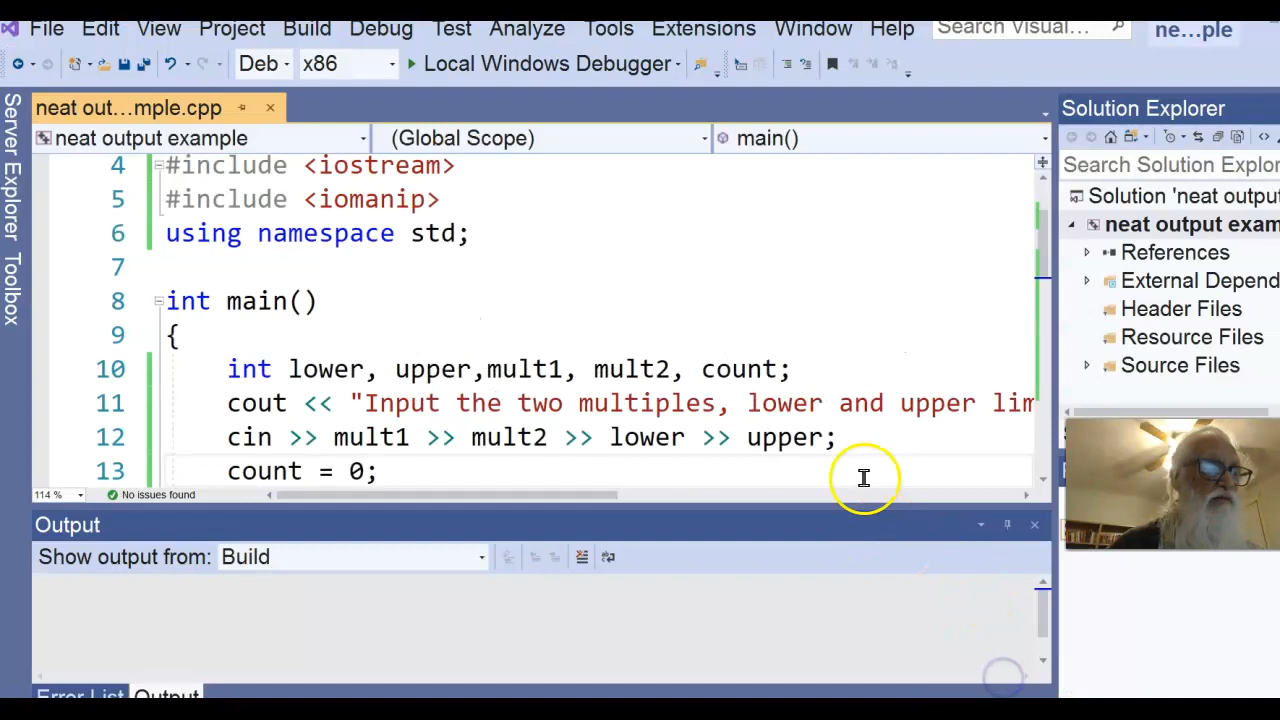 File Edit View Project Build Debug Test Analyze Tools Extensions Window Help Search Visual... ne...ple
Deb x86 Local Windows Debugger
neat out...mple.cpp
Solution Explorer
neat output example (Global Scope) main()
Search Solution Explor
Server Explorer
Toolbox
4 #include <iostream>
5 #include <iomanip>
6 using namespace std;
7
8 int main()
9 {
10 int lower, upper,mult1, mult2, count;
11 cout << "Input the two multiples, lower and upper lim
12 cin >> mult1 >> mult2 >> lower >> upper;
13 count = 0;
Solution 'neat output
neat output exam
References
External Depend
Header Files
Resource Files
Source Files
114 % No issues found
Output
Show output from: Build
Error List Output